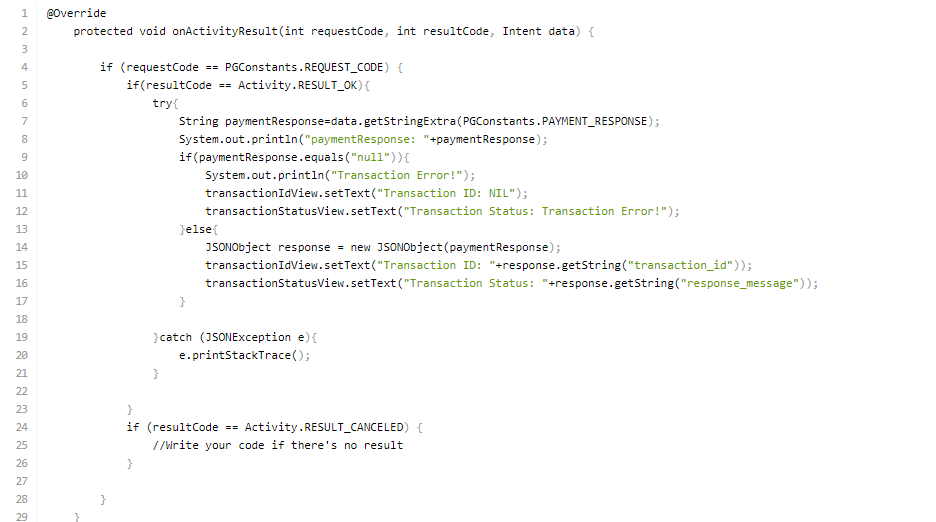 1 @Override
2 protected void onActivityResult(int requestCode, int resultCode, Intent data) {
3
4 if (requestCode == PGConstants.REQUEST_CODE) {
5 if(resultCode == Activity.RESULT_OK){
6 try{
7 String paymentResponse=data.getStringExtra(PGConstants.PAYMENT_RESPONSE);
8 System.out.println("paymentResponse: "+paymentResponse);
9 if(paymentResponse.equals("null")){
10 System.out.println("Transaction Error!");
11 transactionIdView.setText("Transaction ID: NIL");
12 transactionStatusView.setText("Transaction Status: Transaction Error!");
13 }else{
14 JSONObject response = new JSONObject(paymentResponse);
15 transactionIdView.setText("Transaction ID: "+response.getString("transaction_id"));
16 transactionStatusView.setText("Transaction Status: "+response.getString("response_message"));
17 }
18
19 }catch (JSONException e){
20 e.printStackTrace();
21 }
22
23 }
24 if (resultCode == Activity.RESULT_CANCELED) {
25 //Write your code if there's no result
26 }
27
28 }
29 }